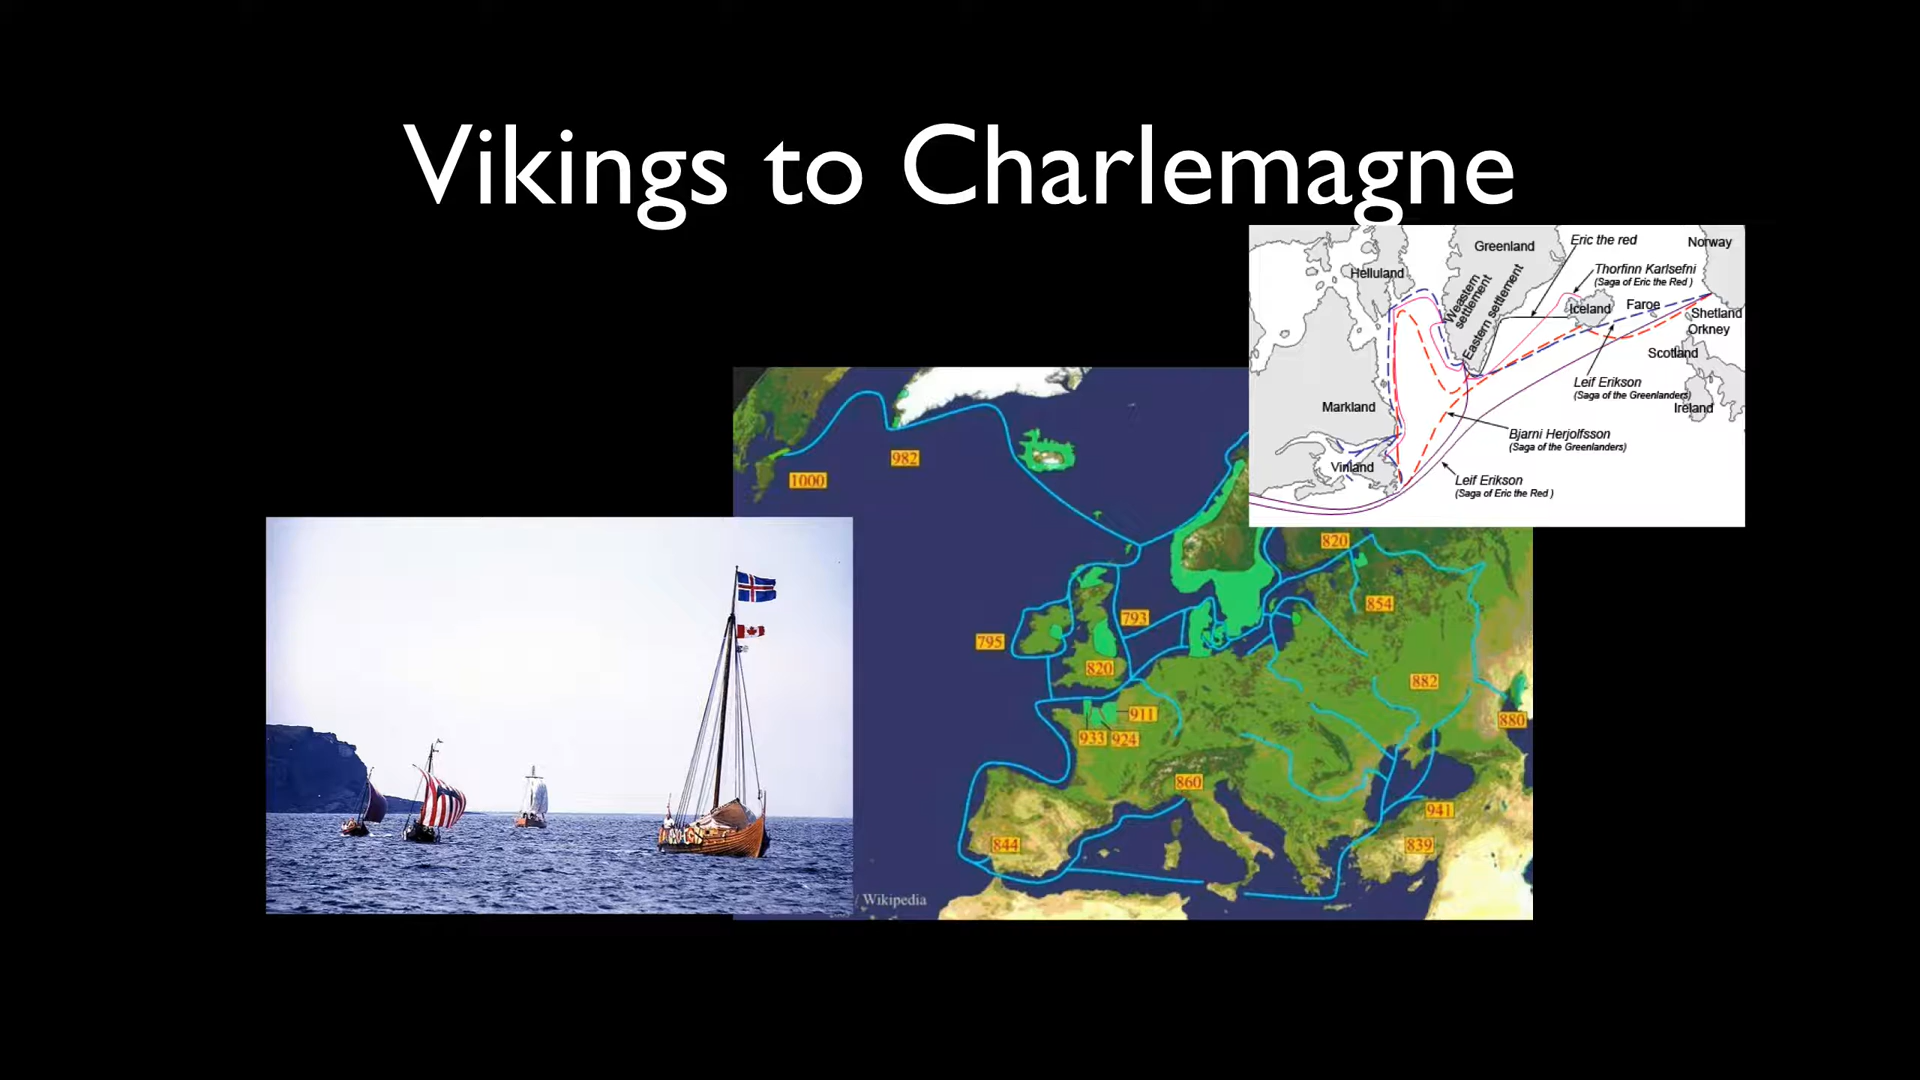 Vikings to Charlemagne
Greenland
Eric the red
Norway
Helluland
Thorfinn Karlsefni
(Saga of Eric the Red )
Weastern
settlement
Eastern settlement
Iceland
Faroe
Shetland
Orkney
Scotland
Leif Erikson
(Saga of the Greenlanders)
Ireland
Markland
Bjarni Herjolfsson
(Saga of the Greenlanders)
Vinland
Leif Erikson
(Saga of Eric the Red )
982
1000
820
854
793
795
820
882
911
880
933
924
860
941
844
839
/ Wikipedia